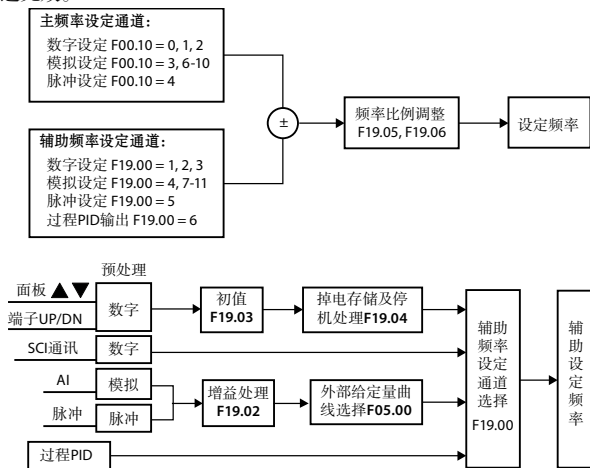 主频率设定通道：
数字设定 F00.10 = 0, 1, 2
模拟设定 F00.10 = 3, 6-10
脉冲设定 F00.10 = 4
±
频率比例调整
F19.05, F19.06
设定频率
辅助频率设定通道：
数字设定 F19.00 = 1, 2, 3
模拟设定 F19.00 = 4, 7-11
脉冲设定 F19.00 = 5
过程PID输出 F19.00 = 6
预处理
面板 ▲ ▼
端子UP/DN
数字
初值
F19.03
掉电存储及停
机处理F19.04
SCI通讯
数字
AI
模拟
脉冲
脉冲
增益处理
F19.02
外部给定量曲
线选择F05.00
过程PID
辅助
频率
设定
通道
选择
F19.00
辅
助
设
定
频
率